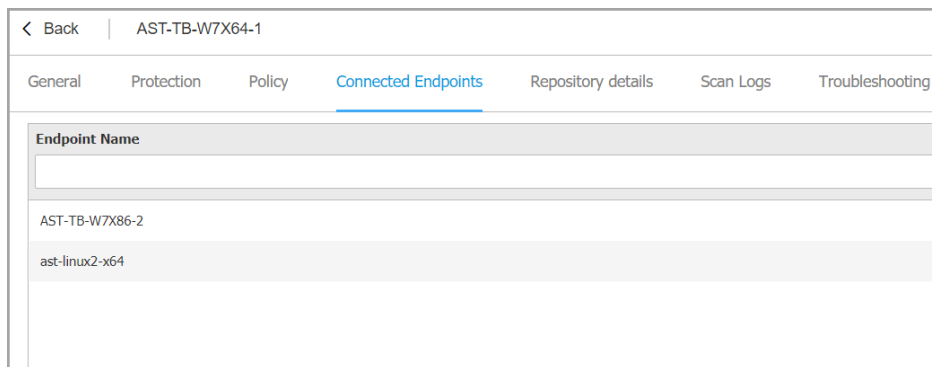 Back AST-TB-W7X64-1
General Protection Policy Connected Endpoints Repository details Scan Logs Troubleshooting
Endpoint Name
AST-TB-W7X86-2
ast-linux2-x64